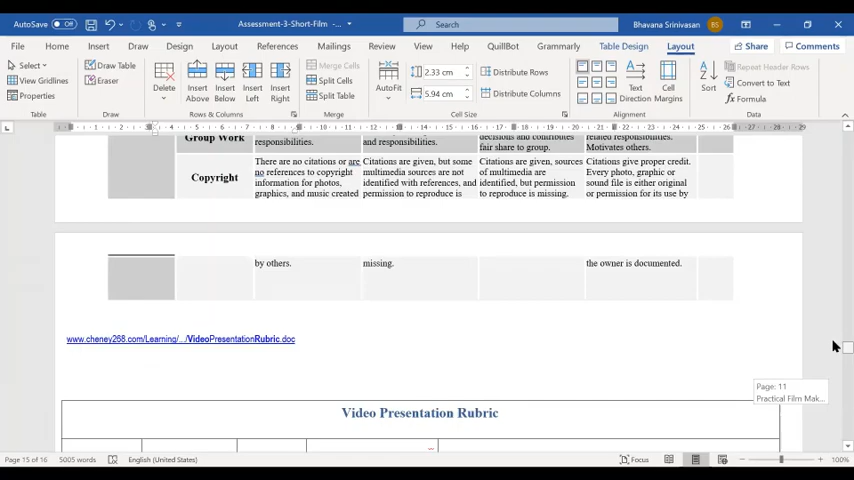 AutoSave Off Assessment-3-Short-Film -... Search Bhavana Srinivasan BS
File Home Insert Draw Design Layout References Mailings Review View Help QuillBot Grammarly Table Design Layout Share Comments
Select
View Gridlines
Properties
Table
Draw Table
Eraser
Draw
Delete
Insert Above
Insert Below
Insert Left
Insert Right
Rows & Columns
Merge Cells
Split Cells
Split Table
Merge
AutoFit
2.33 cm
5.94 cm
Distribute Rows
Distribute Columns
Cell Size
Text Direction
Cell Margins
Alignment
Sort
Repeat Header Rows
Convert to Text
Formula
Data
Group Work
responsibilities.
and responsibilities.
decisions and contributes
fair share to group.
related responsibilities.
Motivates others.
Copyright
There are no citations or are
no references to copyright
information for photos,
graphics, and music created
Citations are given, but some
multimedia sources are not
identified with references, and
permission to reproduce is
Citations are given, sources
of multimedia are
identified, but permission
to reproduce is missing.
Citations give proper credit.
Every photo, graphic or
sound file is either original
or permission for its use by
by others.
missing.
the owner is documented.
www.cheney268.com/Learning/.../VideoPresentationRubric.doc
Page: 11
Practical Film Mak...
Video Presentation Rubric
Page 15 of 16 5005 words English (United States) Focus 100%